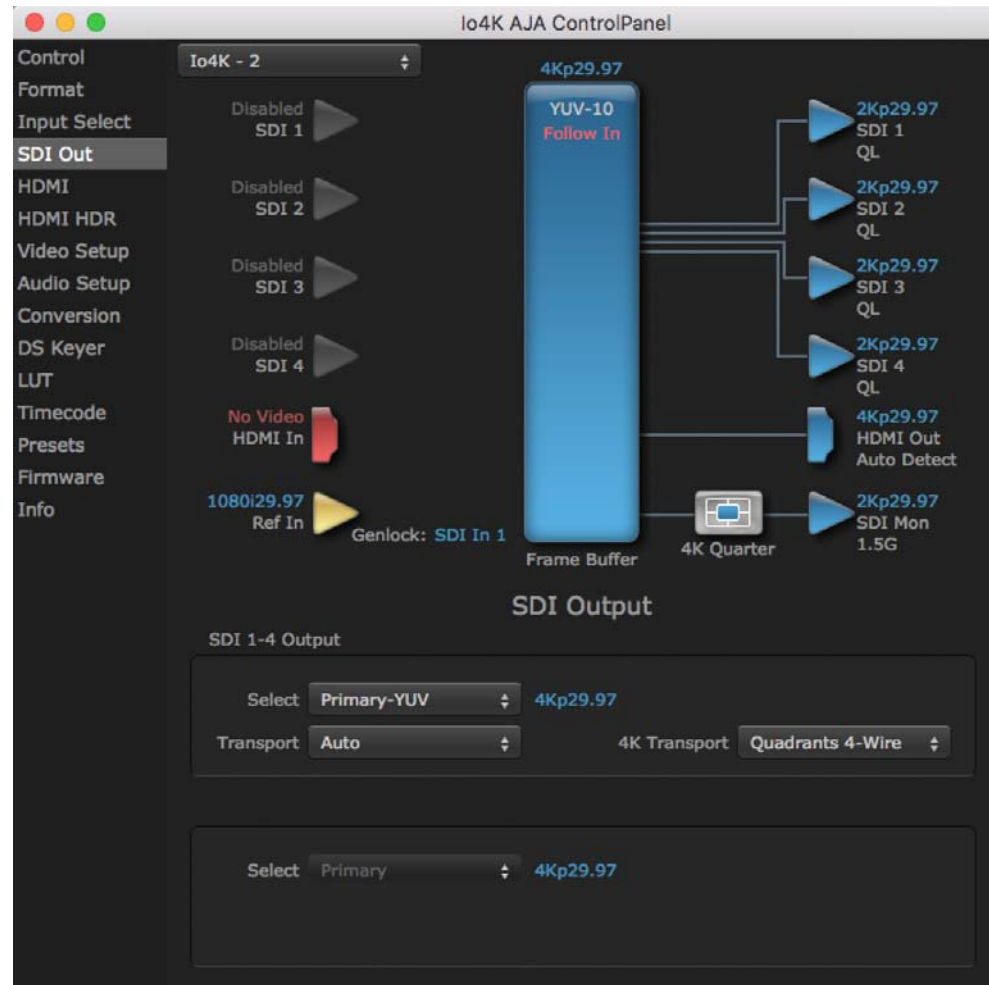 Io4K AJA ControlPanel
Control
Format
Input Select
SDI Out
HDMI
HDMI HDR
Video Setup
Audio Setup
Conversion
DS Keyer
LUT
Timecode
Presets
Firmware
Info
Io4K - 2
Disabled
SDI 1
Disabled
SDI 2
Disabled
SDI 3
Disabled
SDI 4
No Video
HDMI In
1080i29.97
Ref In
Genlock: SDI In 1
4Kp29.97
YUV-10
Follow In
Frame Buffer
4K Quarter
2Kp29.97
SDI 1
QL
2Kp29.97
SDI 2
QL
2Kp29.97
SDI 3
QL
2Kp29.97
SDI 4
QL
4Kp29.97
HDMI Out
Auto Detect
2Kp29.97
SDI Mon
1.5G
SDI Output
SDI 1-4 Output
Select Primary-YUV 4Kp29.97
Transport Auto 4K Transport Quadrants 4-Wire
Select Primary 4Kp29.97